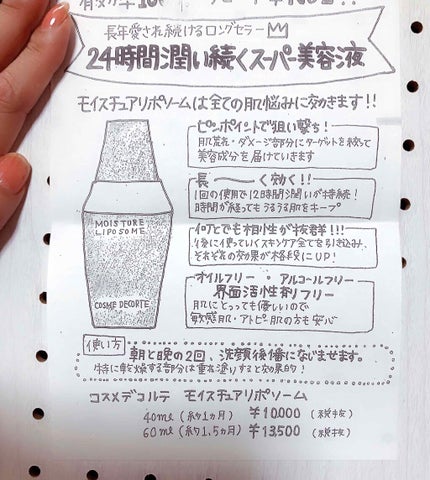 長年愛され続けるロングセラー
24時間潤い続くスーパー美容液
モイスチュアリポソームは全ての肌悩みに効きます!!
ピンポイントで狙い撃ち!
肌荒れ・ダメージ部分にターゲットを絞って
美容成分を届けていきます
長〜く効く!!
1回の使用で12時間潤いが持続!
時間が経ってもうるうる肌をキープ
何とでも相性が抜群!!!
後に使っていくスキンケア全てを引き込み、
それぞれの効果が格段にUP!
オイルフリー・アルコールフリー
界面活性剤フリー
肌にとっても優しいので
敏感肌・アトピー肌の方も安心
MOISTURE
LIPOSOME
COSME DECORTE
使い方
朝と晩の2回、洗顔後1番になじませます。
特に乾燥する部分は重ね塗りすると効果的!
コスメデコルテ モイスチュアリポソーム
40ml (約1ヵ月) ¥10,000 (税抜)
60ml (約1.5ヵ月) ¥13,500 (税抜)